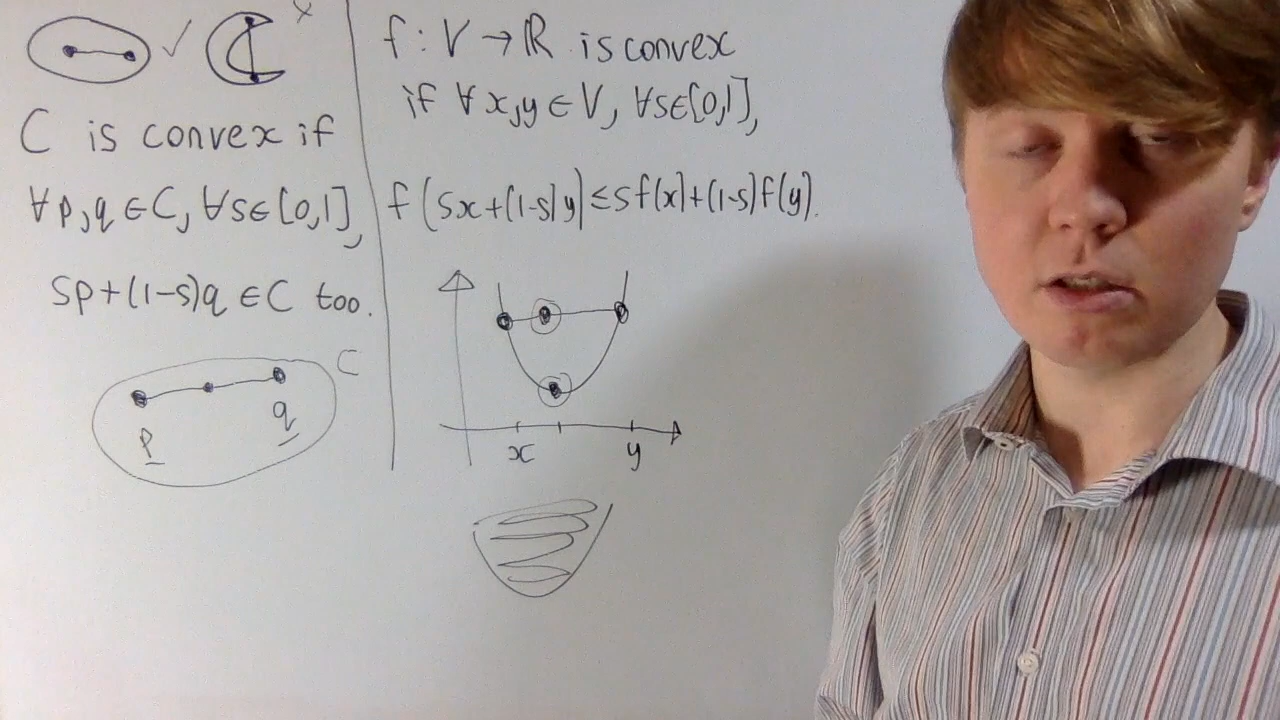 ✓
x
C is convex if
∀ p,q ∈ C, ∀s∈[0,1],
sp+(1-s)q ∈ C too.
C
p
q
f : V → ℝ is convex
if ∀ x,y ∈ V, ∀s∈[0,1],
f(sx+(1-s)y) ≤ sf(x)+(1-s)f(y).
x
y